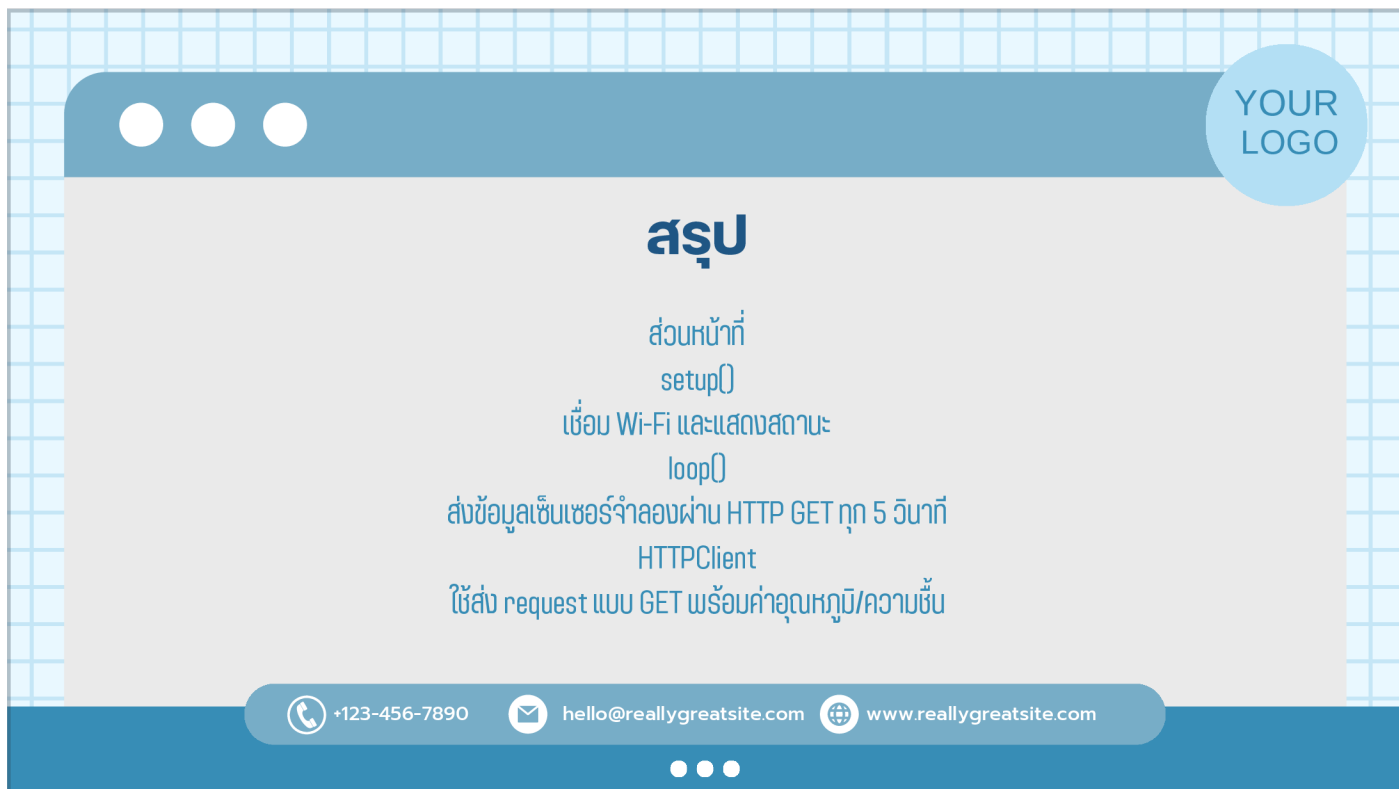 YOUR
LOGO
สรุป
ส่วนหน้าที่
setup()
เชื่อม Wi-Fi และแสดงสถานะ
loop()
ส่งข้อมูลเซ็นเซอร์จำลองผ่าน HTTP GET ทุก 5 วินาที
HTTPClient
ใช้ส่ง request แบบ GET พร้อมค่าอุณหภูมิ/ความชื้น
+123-456-7890 hello@reallygreatsite.com www.reallygreatsite.com